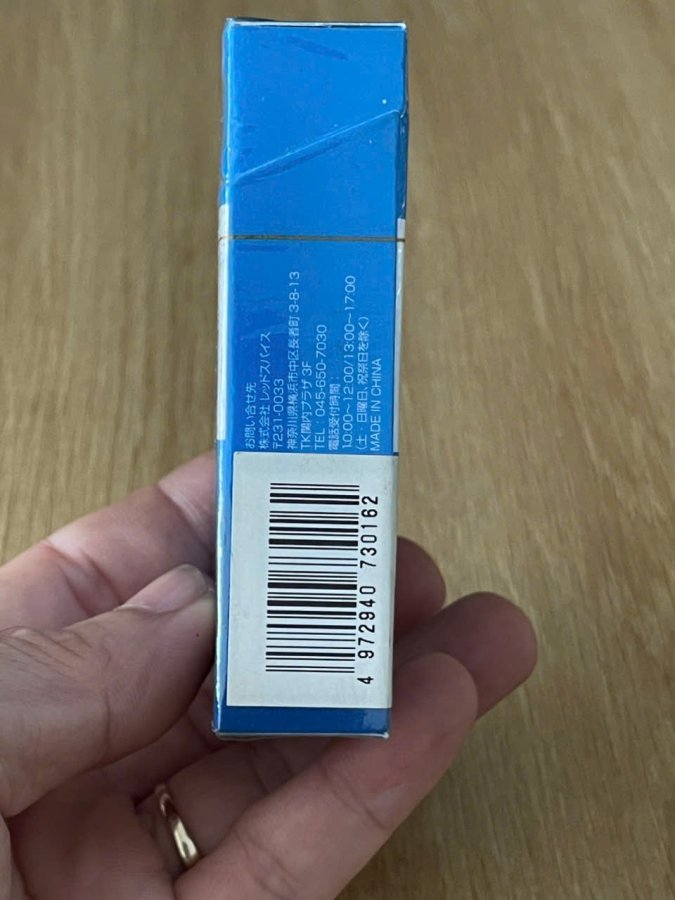 お問い合せ先
株式会社 レッドスパイス
〒231-0033
神奈川県横浜市中区長者町 3-8-13
TK関内プラザ 3F
TEL : 045-650-7030
電話受付時間 :
10:00〜12:00/13:00〜17:00
(土・日曜日、祝祭日を除く)
MADE IN CHINA
4 972940 730162